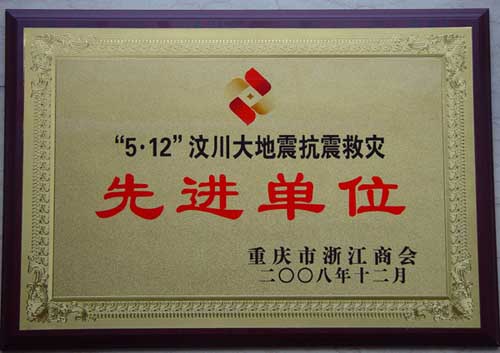 “5·12”汶川大地震抗震救灾
先进单位
重庆市浙江商会
二〇〇八年十二月